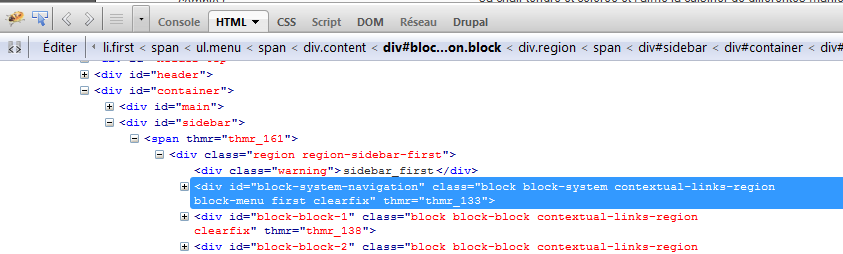 Console HTML CSS Script DOM Réseau Drupal
Éditer li.first < span < ul.menu < span < div.content < div#bloc...on.block < div.region < span < div#sidebar < div#container < div#
<div id="header">
<div id="container">
<div id="main">
<div id="sidebar">
<span thmr="thmr_161">
<div class="region region-sidebar-first">
<div class="warning">sidebar_first</div>
<div id="block-system-navigation" class="block block-system contextual-links-region
block-menu first clearfix" thmr="thmr_133">
<div id="block-block-1" class="block block-block contextual-links-region
clearfix" thmr="thmr_138">
<div id="block-block-2" class="block block-block contextual-links-region